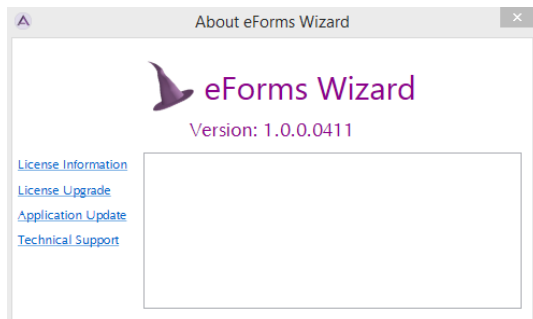 About eForms Wizard
eForms Wizard
Version: 1.0.0.0411
License Information
License Upgrade
Application Update
Technical Support